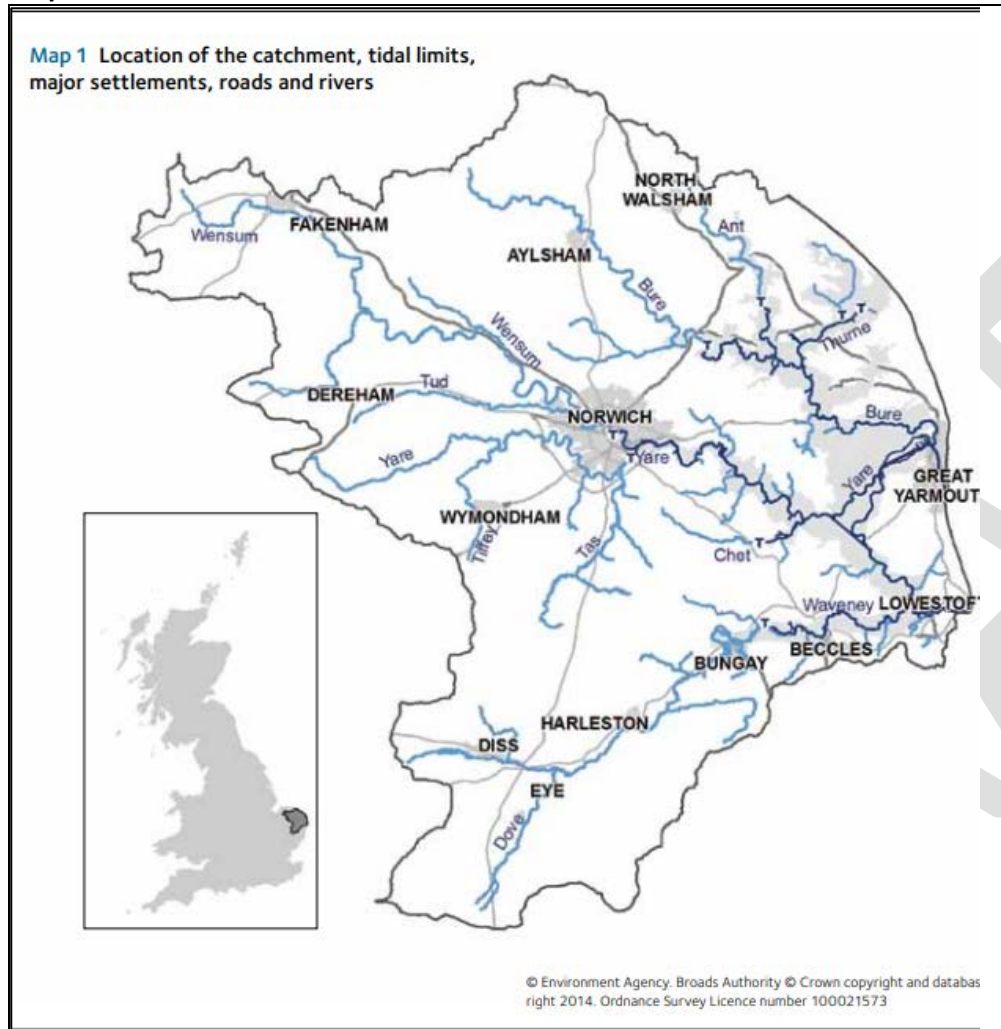 Map 1 Location of the catchment, tidal limits,
major settlements, roads and rivers
NORTH
WALSHAM
FAKENHAM
Wensum
Ant
AYLSHAM
Bure
Wensum
T
T
T
T
Thurne
Tud
DEREHAM
NORWICH
Bure
T
Yare
T
Yare
Yare
GREAT
YARMOUT
WYMONDHAM
Tiffey
Tas
T
Chet
Waveney
LOWESTOF
T
BECCLES
BUNGAY
HARLESTON
DISS
EYE
Dove
© Environment Agency. Broads Authority © Crown copyright and databas
right 2014. Ordnance Survey Licence number 100021573